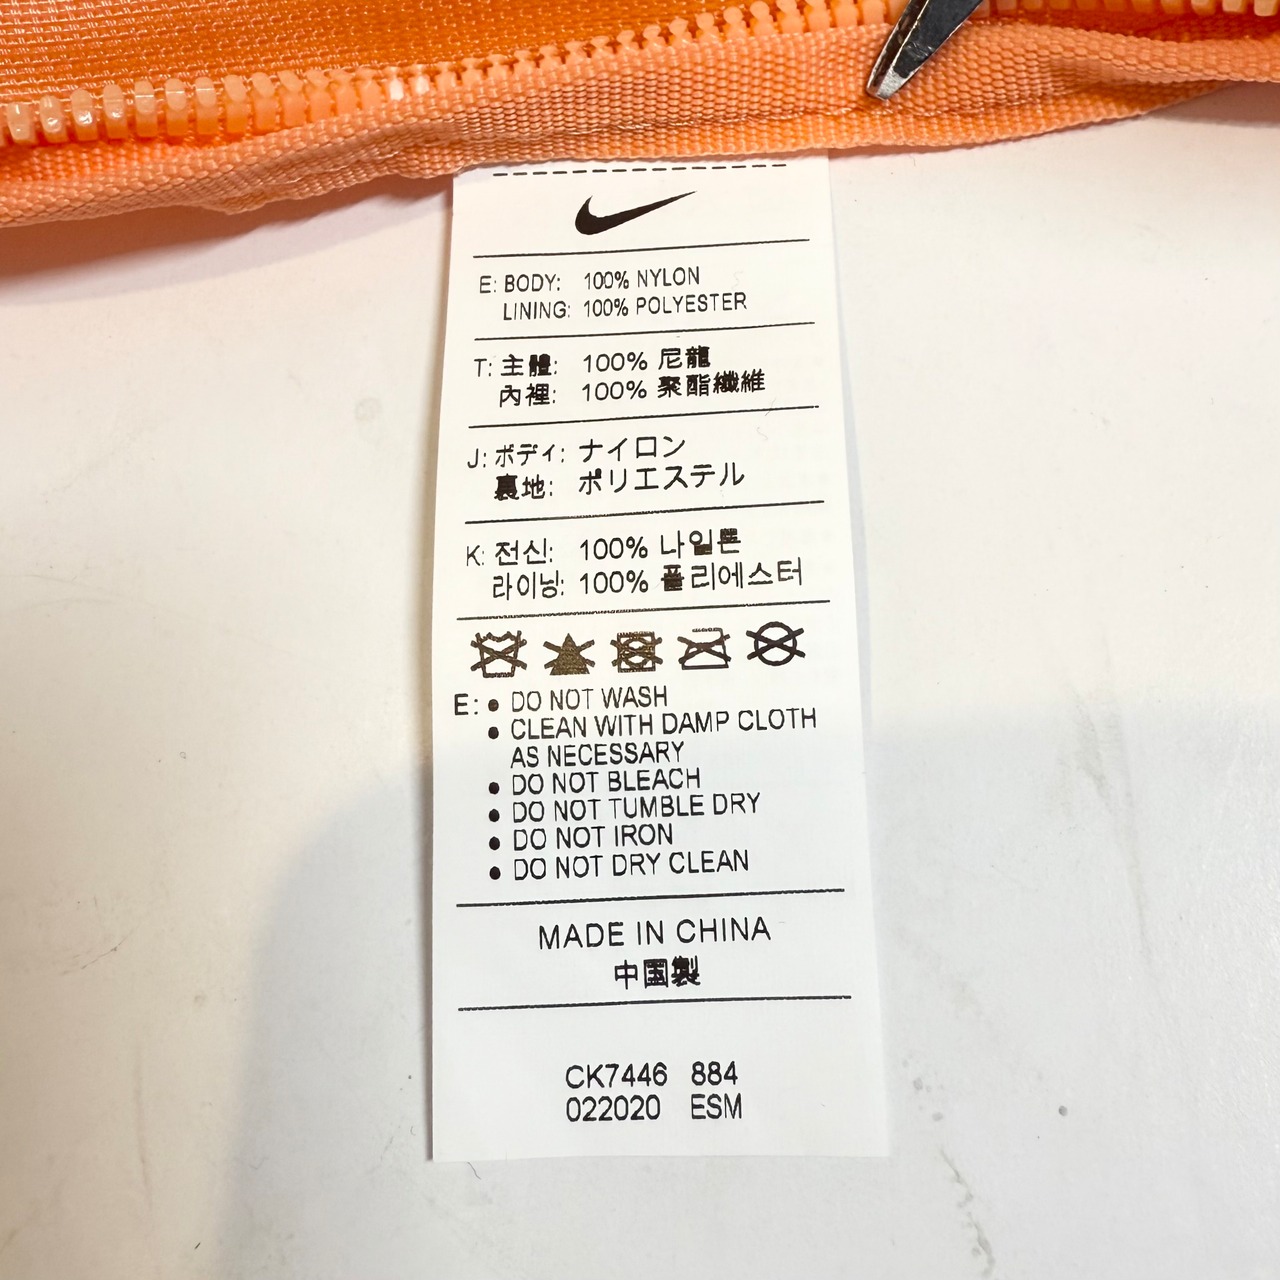 E: BODY: 100% NYLON
LINING: 100% POLYESTER
T: 主體: 100% 尼龍
內裡: 100% 聚酯纖維
J: ボディ: ナイロン
裏地: ポリエステル
K: 전신: 100% 나일론
라이닝: 100% 폴리에스터
E: • DO NOT WASH
• CLEAN WITH DAMP CLOTH
AS NECESSARY
• DO NOT BLEACH
• DO NOT TUMBLE DRY
• DO NOT IRON
• DO NOT DRY CLEAN
MADE IN CHINA
中国製
CK7446 884
022020 ESM